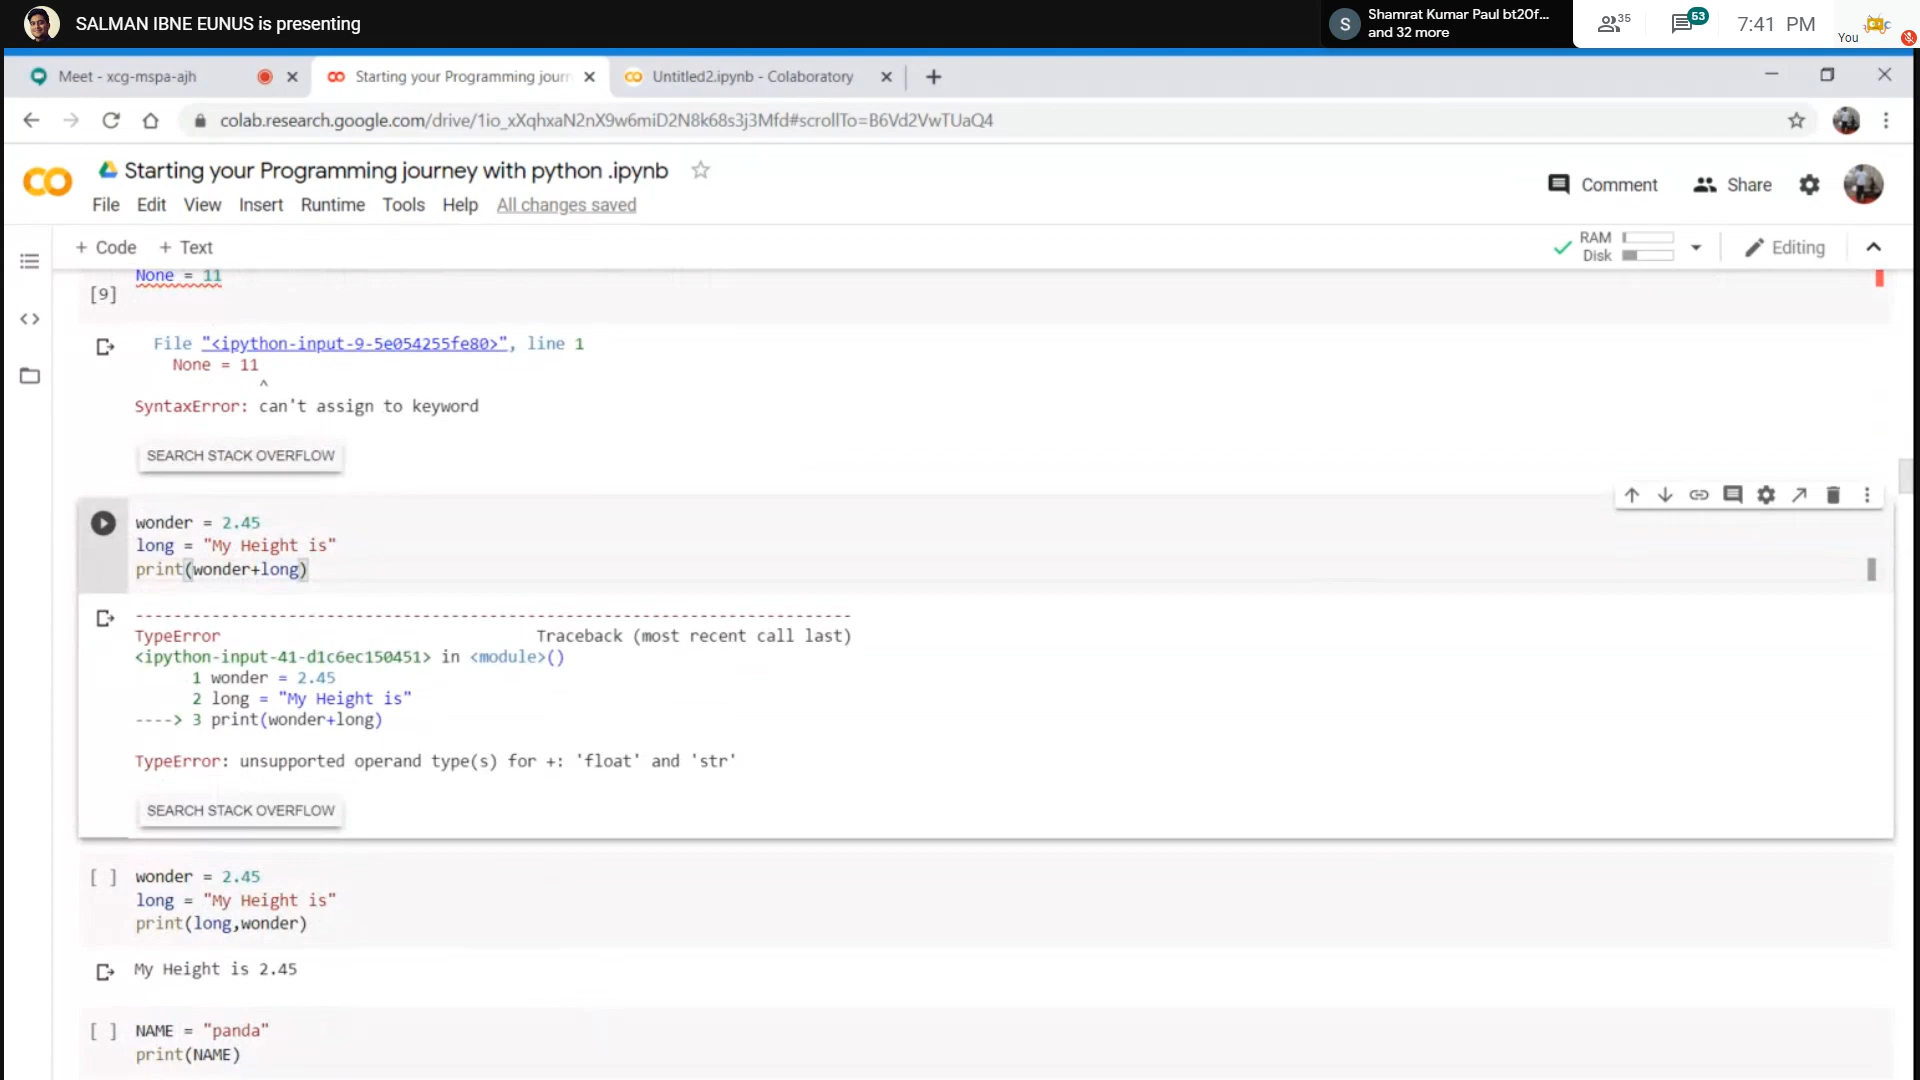 SALMAN IBNE EUNUS is presenting
S
Shamrat Kumar Paul bt20f...
and 32 more
35
53
7:41 PM
You
Meet - xcg-mspa-ajh
Starting your Programming jour
Untitled2.ipynb - Colaboratory
colab.research.google.com/drive/1io_xXqhxaN2nX9w6miD2N8k68s3j3Mfd#scrollTo=B6Vd2VwTUaQ4
Starting your Programming journey with python .ipynb
Comment
Share
File Edit View Insert Runtime Tools Help All changes saved
+ Code + Text
RAM
Disk
Editing
None = 11
[9]
File "<ipython-input-9-5e054255fe80>", line 1
None = 11
^
SyntaxError: can't assign to keyword
SEARCH STACK OVERFLOW
wonder = 2.45
long = "My Height is"
print(wonder+long)
---------------------------------------------------------------------------
TypeError Traceback (most recent call last)
<ipython-input-41-d1c6ec150451> in <module>()
1 wonder = 2.45
2 long = "My Height is"
----> 3 print(wonder+long)
TypeError: unsupported operand type(s) for +: 'float' and 'str'
SEARCH STACK OVERFLOW
[ ] wonder = 2.45
long = "My Height is"
print(long,wonder)
My Height is 2.45
[ ] NAME = "panda"
print(NAME)